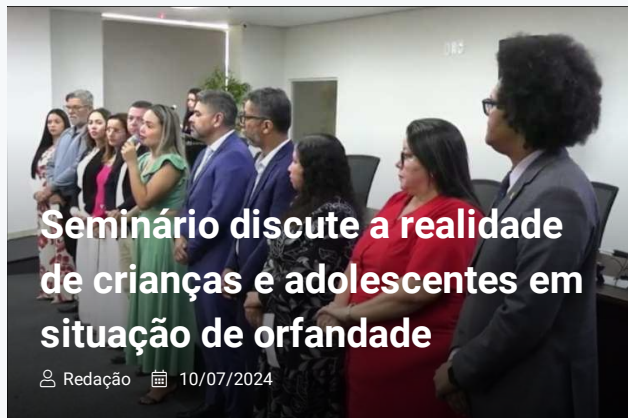 Seminário discute a realidade
de crianças e adolescentes em
situação de orfandade
Redação 10/07/2024